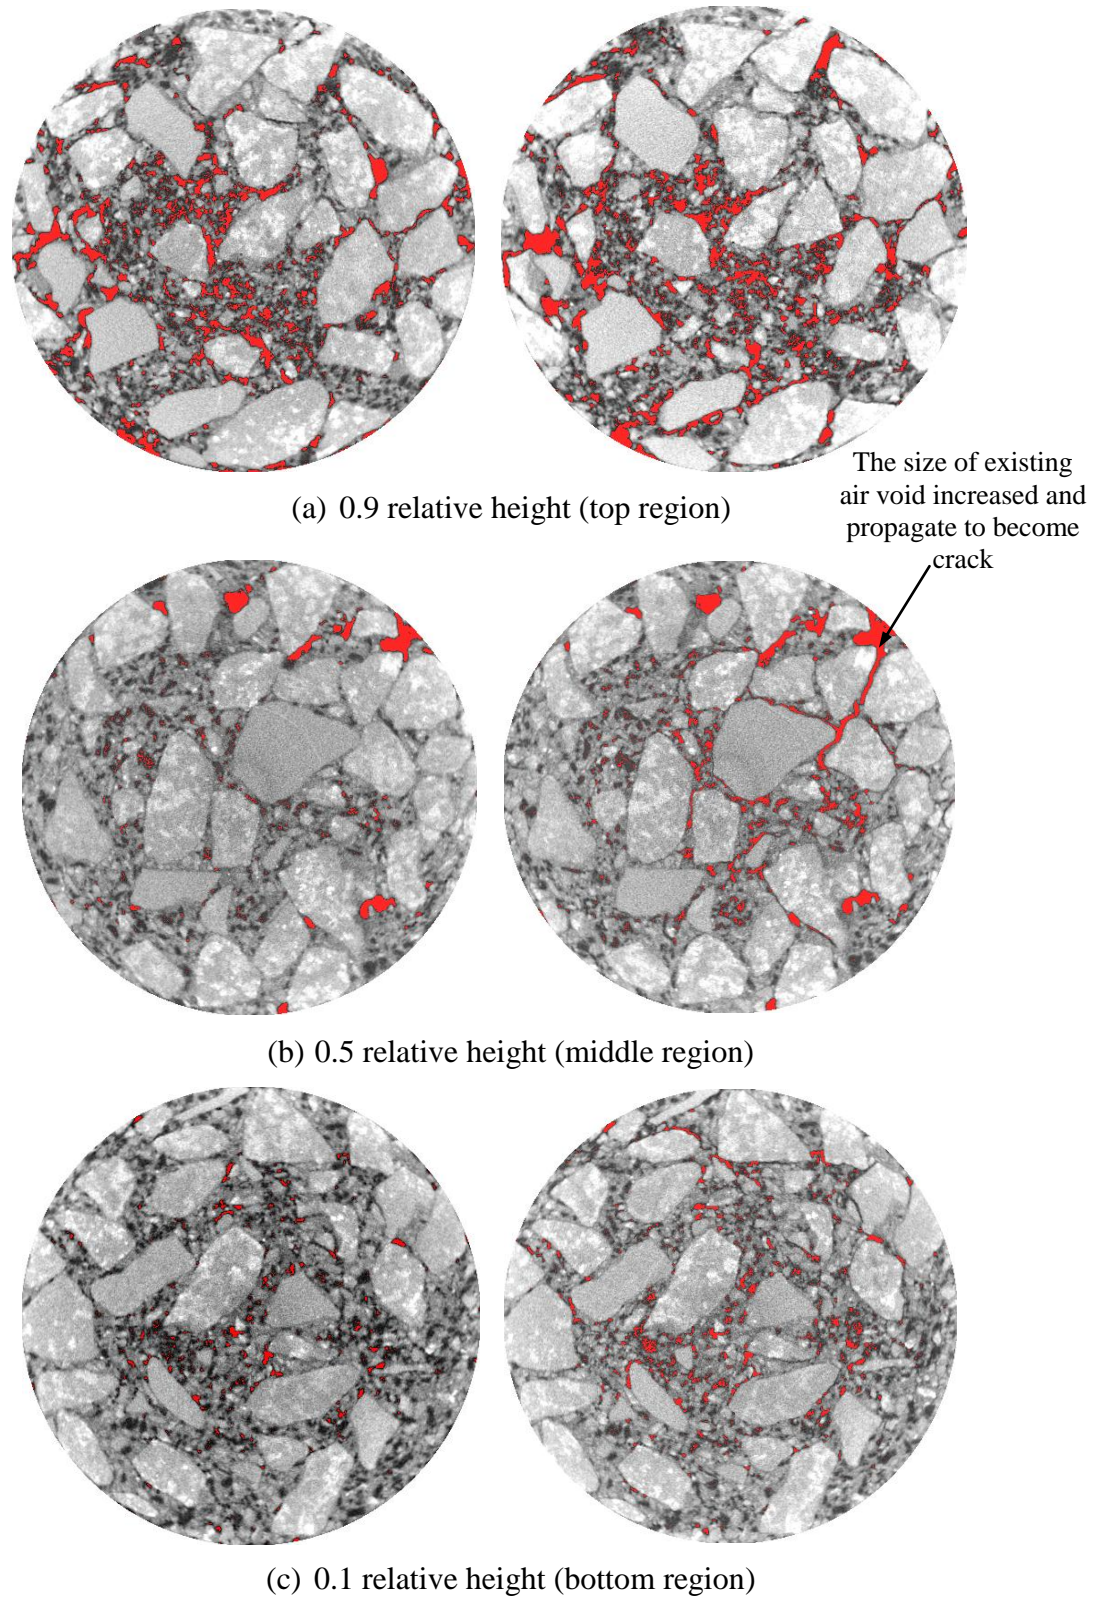 (a) 0.9 relative height (top region)
The size of existing
air void increased and
propagate to become
crack
(b) 0.5 relative height (middle region)
(c) 0.1 relative height (bottom region)